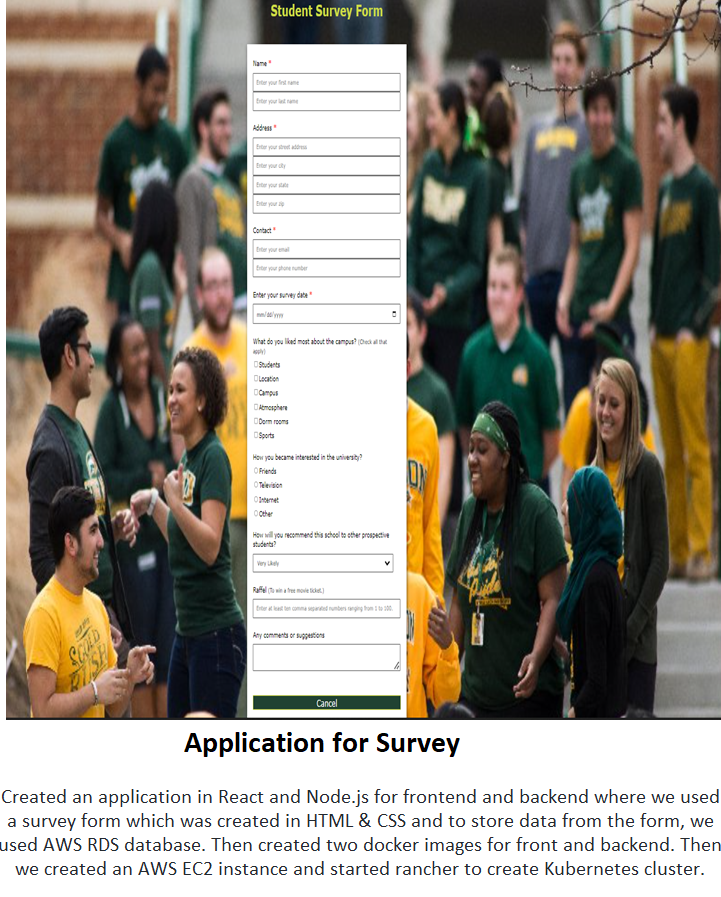 Student Survey Form
Name *
Enter your first name
Enter your last name
Address *
Enter your street address
Enter your city
Enter your state
Enter your zip
Contact *
Enter your email
Enter your phone number
Enter your survey date *
mm/dd/yyyy
What do you liked most about the campus? (Check all that
apply)
Students
Location
Campus
Atmosphere
Dorm rooms
Sports
How you became interested in the university?
Friends
Television
Internet
Other
How will you recommend this school to other prospective
students?
Very Likely
Raffel (To win a free movie ticket.)
Enter at least ten comma separated numbers ranging from 1 to 100.
Any comments or suggestions
Cancel
Application for Survey
Created an application in React and Node.js for frontend and backend where we used
a survey form which was created in HTML & CSS and to store data from the form, we
used AWS RDS database. Then created two docker images for front and backend. Then
we created an AWS EC2 instance and started rancher to create Kubernetes cluster.